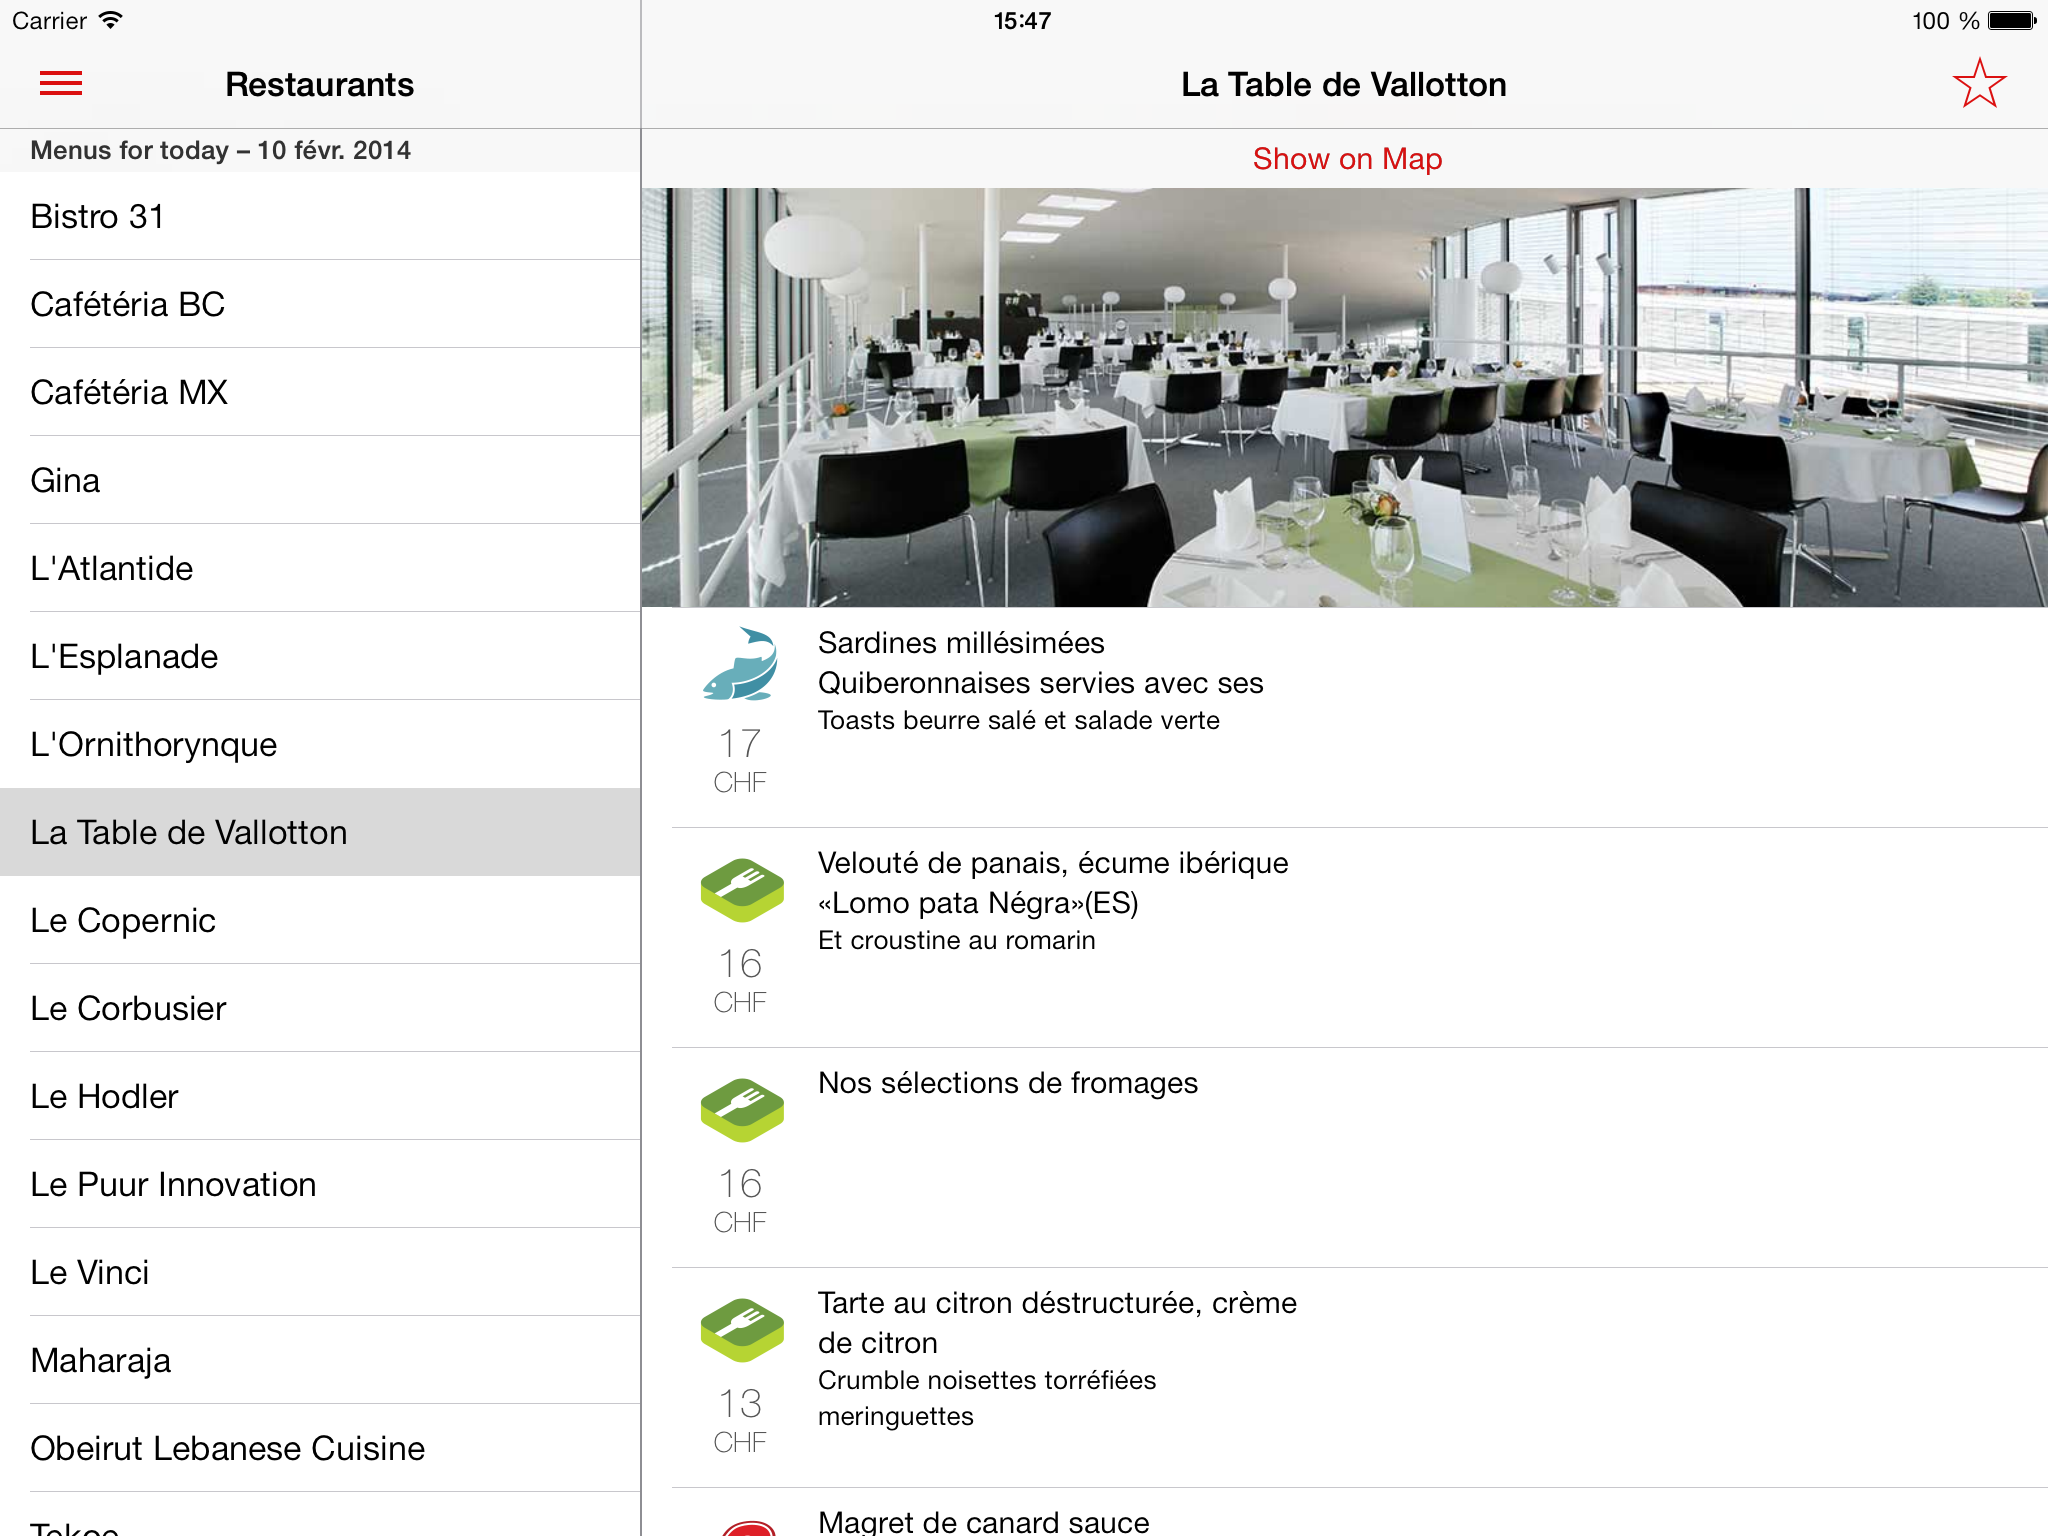 Carrier
15:47
100 %
Restaurants
Menus for today – 10 févr. 2014
Bistro 31
Cafétéria BC
Cafétéria MX
Gina
L'Atlantide
L'Esplanade
L'Ornithorynque
La Table de Vallotton
Le Copernic
Le Corbusier
Le Hodler
Le Puur Innovation
Le Vinci
Maharaja
Obeirut Lebanese Cuisine
La Table de Vallotton
Show on Map
Sardines millésimées
Quiberonnaises servies avec ses
Toasts beurre salé et salade verte
17
CHF
Velouté de panais, écume ibérique
«Lomo pata Négra»(ES)
Et croustine au romarin
16
CHF
Nos sélections de fromages
16
CHF
Tarte au citron déstructurée, crème
de citron
Crumble noisettes torréfiées
meringuettes
13
CHF
Magret de canard sauce